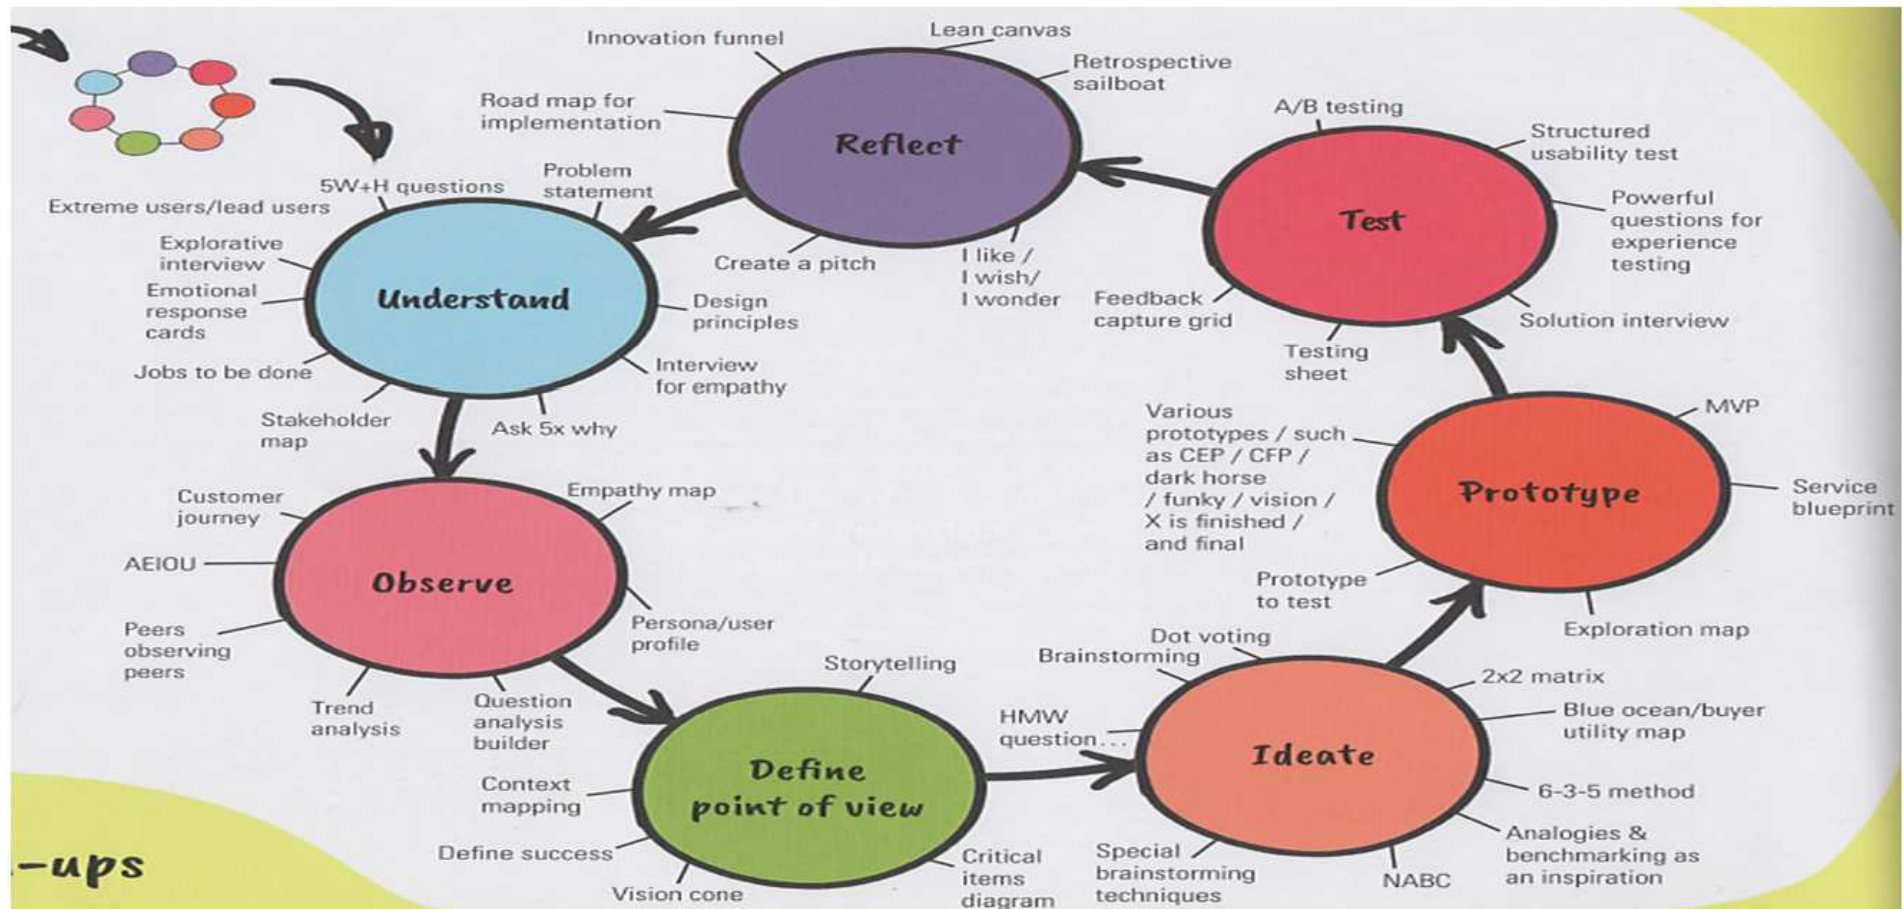 Innovation funnel
Lean canvas
Retrospective
sailboat
Road map for
implementation
Reflect
Create a pitch
I like /
I wish/
I wonder
5W+H questions
Problem
statement
Extreme users/lead users
Explorative
interview
Emotional
response
cards
Understand
Design
principles
Jobs to be done
Interview
for empathy
Stakeholder
map
Ask 5x why
Customer
journey
Empathy map
AEIOU
Observe
Peers
observing
peers
Persona/user
profile
Trend
analysis
Question
analysis
builder
Storytelling
Define
point of view
Context
mapping
Define success
Vision cone
Critical
items
diagram
Dot voting
Brainstorming
HMW
question...
Ideate
2x2 matrix
Blue ocean/buyer
utility map
6-3-5 method
Analogies &
benchmarking as
an inspiration
NABC
Special
brainstorming
techniques
Various
prototypes / such
as CEP / CFP /
dark horse
/ funky / vision /
X is finished /
and final
MVP
Prototype
Service
blueprint
Prototype
to test
Exploration map
A/B testing
Structured
usability test
Test
Powerful
questions for
experience
testing
Feedback
capture grid
Testing
sheet
Solution interview
-ups